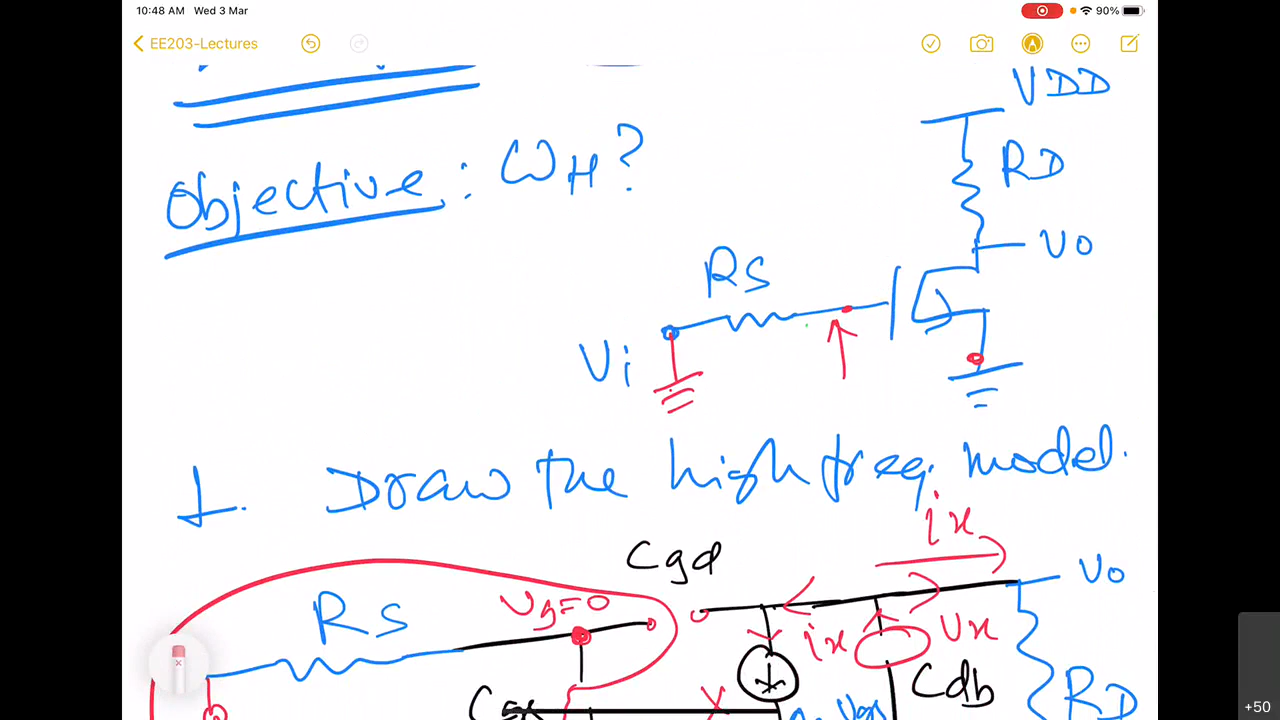 10:48 AM Wed 3 Mar
90%
EE203-Lectures
VDD
Objective: ωH?
RD
Vo
Rs
Vi
1. Draw the high freq. model.
ix
Cgd
Vo
Rs
Vg=0
ix
Vx
Cdb
RD
+50